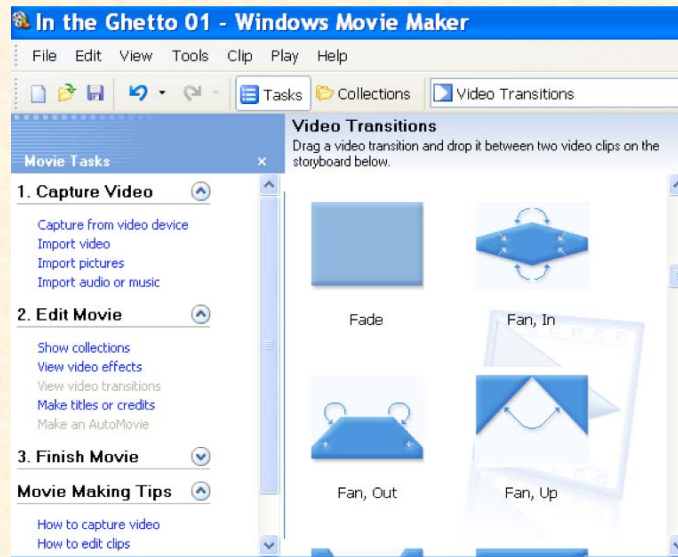 In the Ghetto 01 - Windows Movie Maker
File Edit View Tools Clip Play Help
Tasks Collections Video Transitions
Movie Tasks
1. Capture Video
Capture from video device
Import video
Import pictures
Import audio or music
2. Edit Movie
Show collections
View video effects
View video transitions
Make titles or credits
Make an AutoMovie
3. Finish Movie
Movie Making Tips
How to capture video
How to edit clips
Video Transitions
Drag a video transition and drop it between two video clips on the
storyboard below.
Fade
Fan, In
Fan, Out
Fan, Up